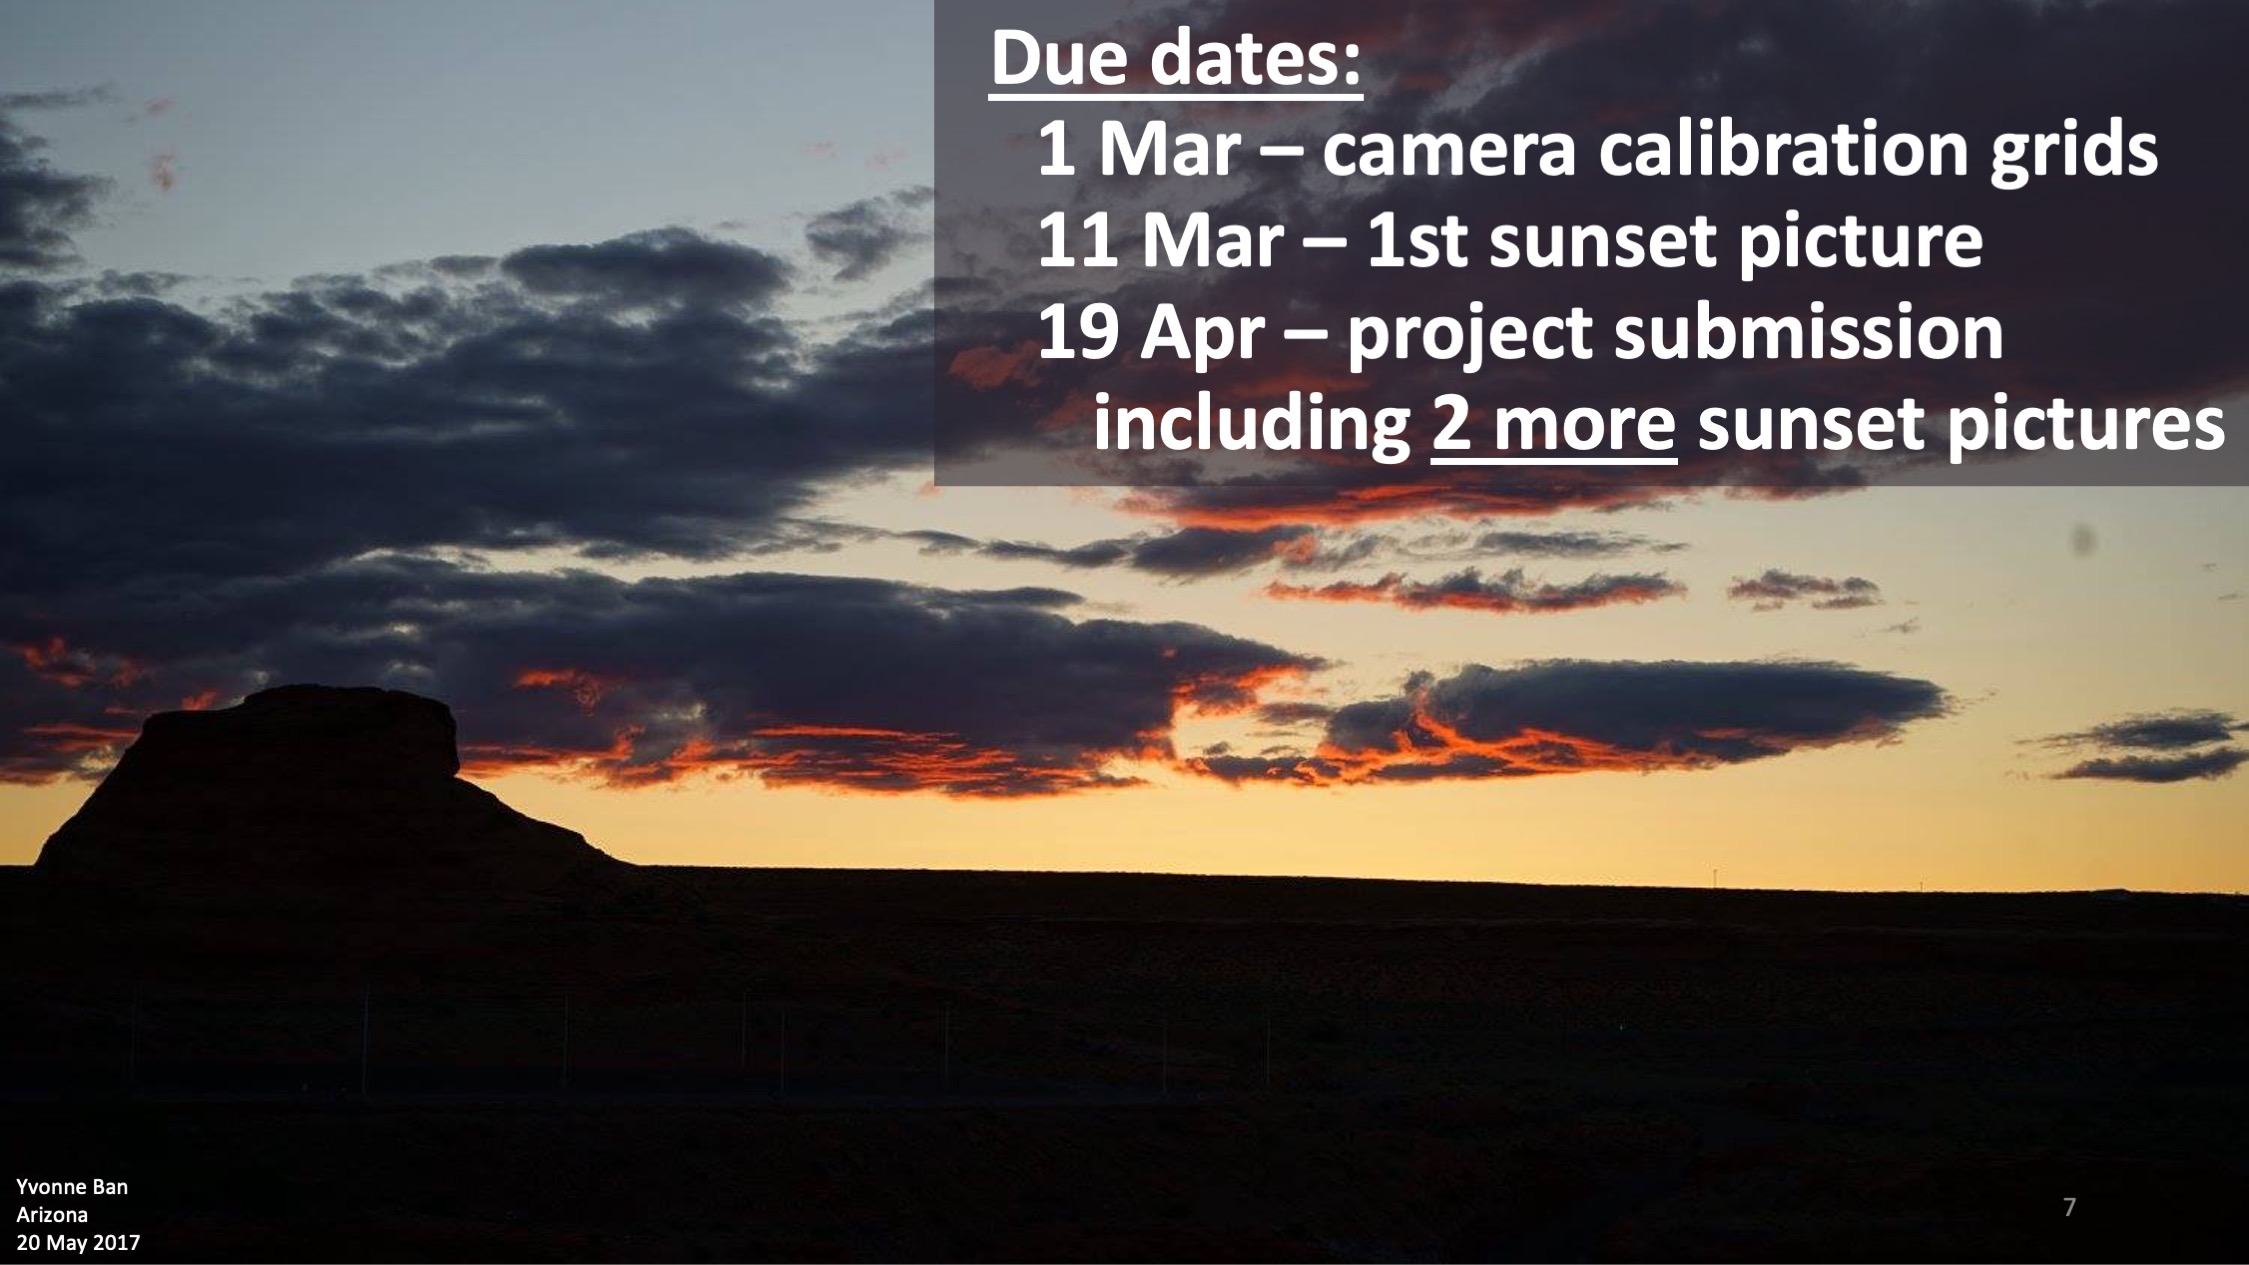 Due dates:
1 Mar – camera calibration grids
11 Mar – 1st sunset picture
19 Apr – project submission
including 2 more sunset pictures
Yvonne Ban
Arizona
20 May 2017
7